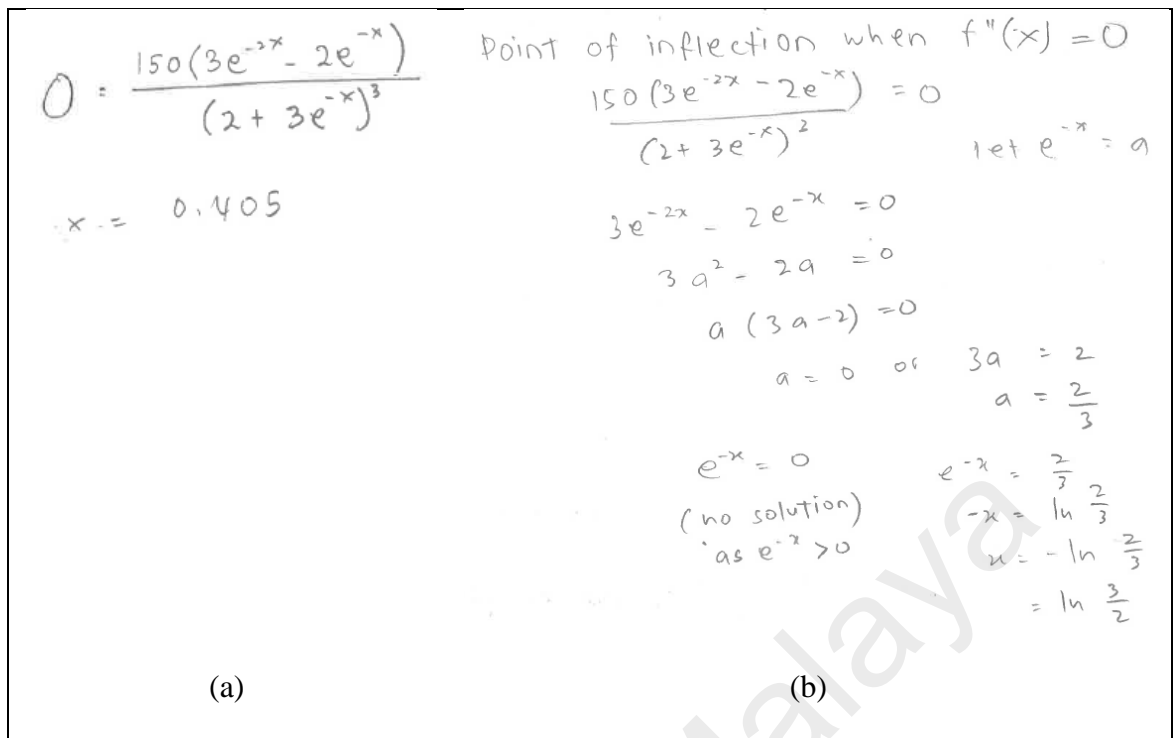 0 = 150(3e^{-2x} - 2e^{-x}) / (2 + 3e^{-x})^3
x = 0.405
(a)
Point of inflection when f"(x) = 0
150(3e^{-2x} - 2e^{-x}) / (2 + 3e^{-x})^3 = 0
let e^{-x} = a
3e^{-2x} - 2e^{-x} = 0
3a^2 - 2a = 0
a(3a-2) = 0
a = 0 or 3a = 2
a = 2/3
e^{-x} = 0
(no solution)
as e^{-x} > 0
e^{-x} = 2/3
-x = ln 2/3
x = -ln 2/3
= ln 3/2
(b)
alaya